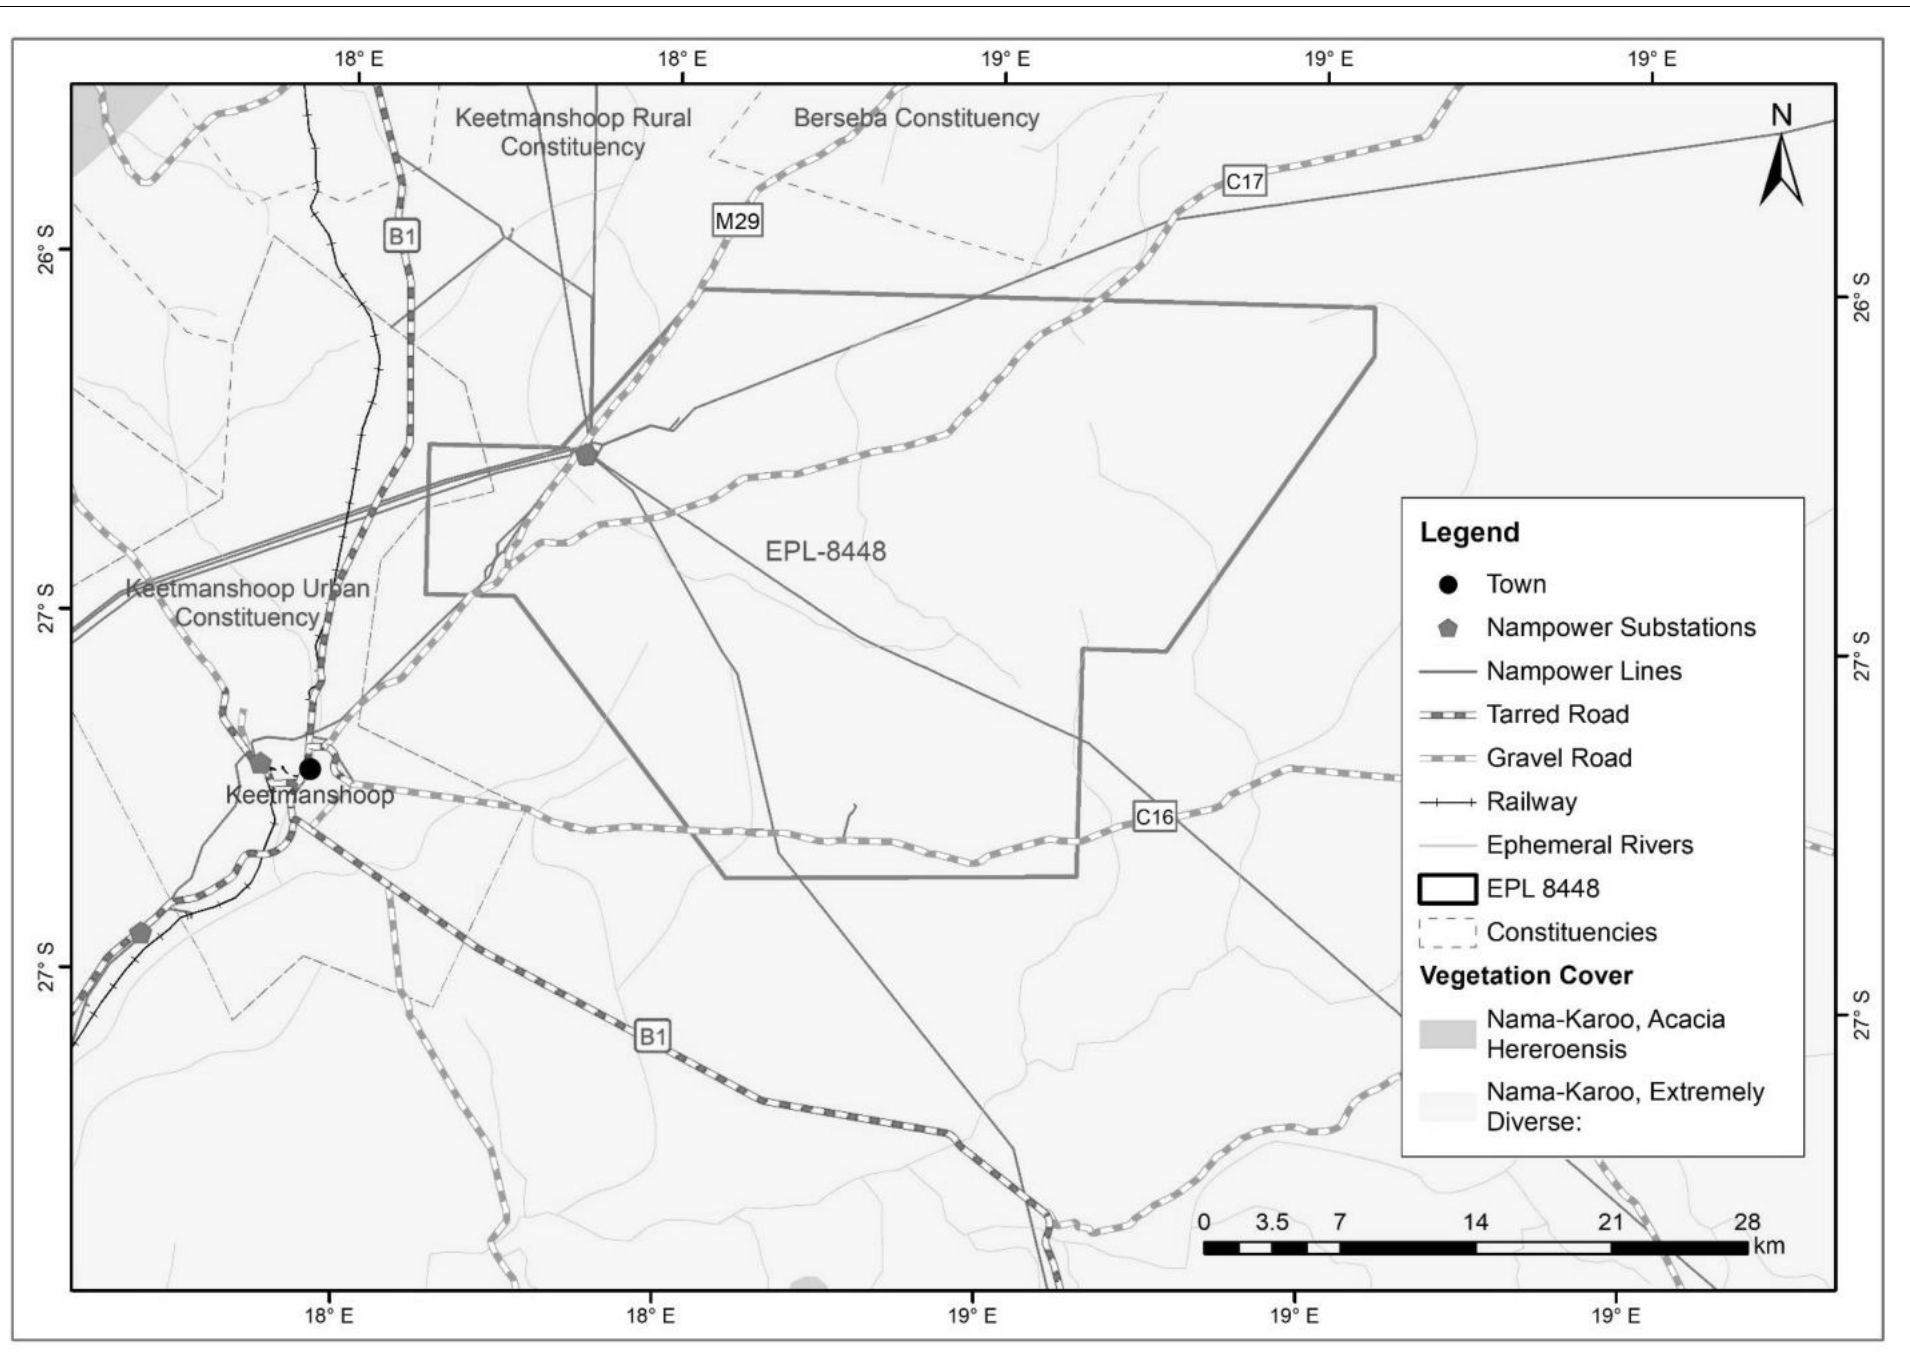 18° E 18° E 19° E 19° E 19° E
Keetmanshoop Rural
Constituency
Berseba Constituency
N
C17
M29
B1
26° S
26° S
EPL-8448
Keetmanshoop Urban
Constituency
27° S
27° S
Keetmanshoop
C16
27° S
27° S
B1
Legend
Town
Nampower Substations
Nampower Lines
Tarred Road
Gravel Road
Railway
Ephemeral Rivers
EPL 8448
Constituencies
Vegetation Cover
Nama-Karoo, Acacia
Hereroensis
Nama-Karoo, Extremely
Diverse:
0 3.5 7 14 21 28
km
18° E 18° E 19° E 19° E 19° E